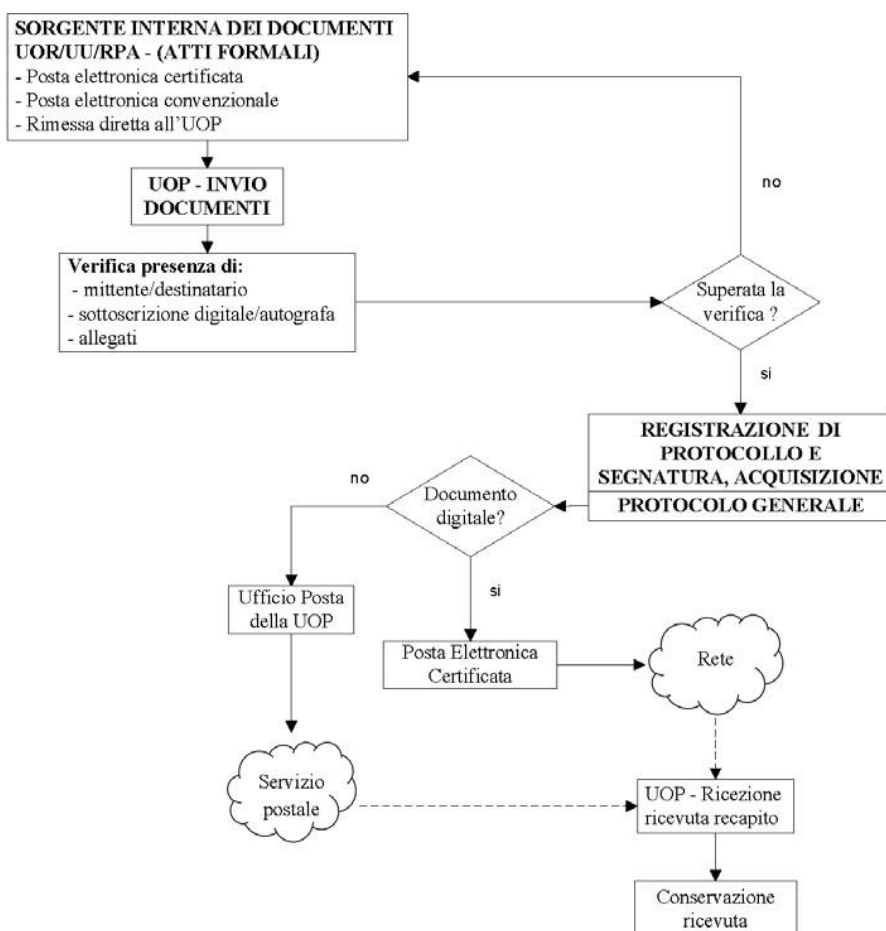 SORGENTE INTERNA DEI DOCUMENTI
UOR/UU/RPA - (ATTI FORMALI)
- Posta elettronica certificata
- Posta elettronica convenzionale
- Rimessa diretta all'UOP
UOP - INVIO
DOCUMENTI
no
Verifica presenza di:
- mittente/destinatario
- sottoscrizione digitale/autografa
- allegati
Superata la
verifica ?
si
REGISTRAZIONE DI
PROTOCOLLO E
SEGNATURA, ACQUISIZIONE
PROTOCOLO GENERALE
no
Documento
digitale?
si
Ufficio Posta
della UOP
Posta Elettronica
Certificata
Rete
Servizio
postale
UOP - Ricezione
ricevuta recapito
Conservazione
ricevuta